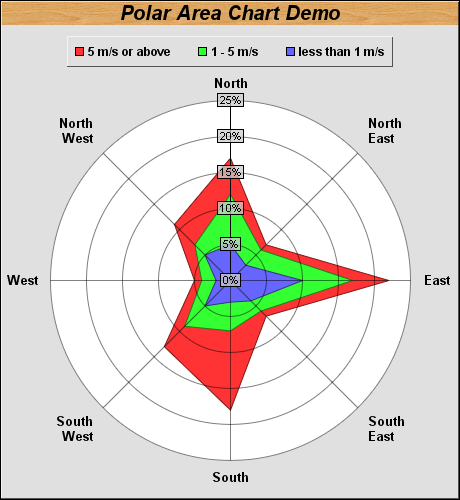 Polar Area Chart Demo
5 m/s or above
1 - 5 m/s
less than 1 m/s
North
25%
North
West
North
East
20%
15%
10%
5%
West
0%
East
South
West
South
East
South